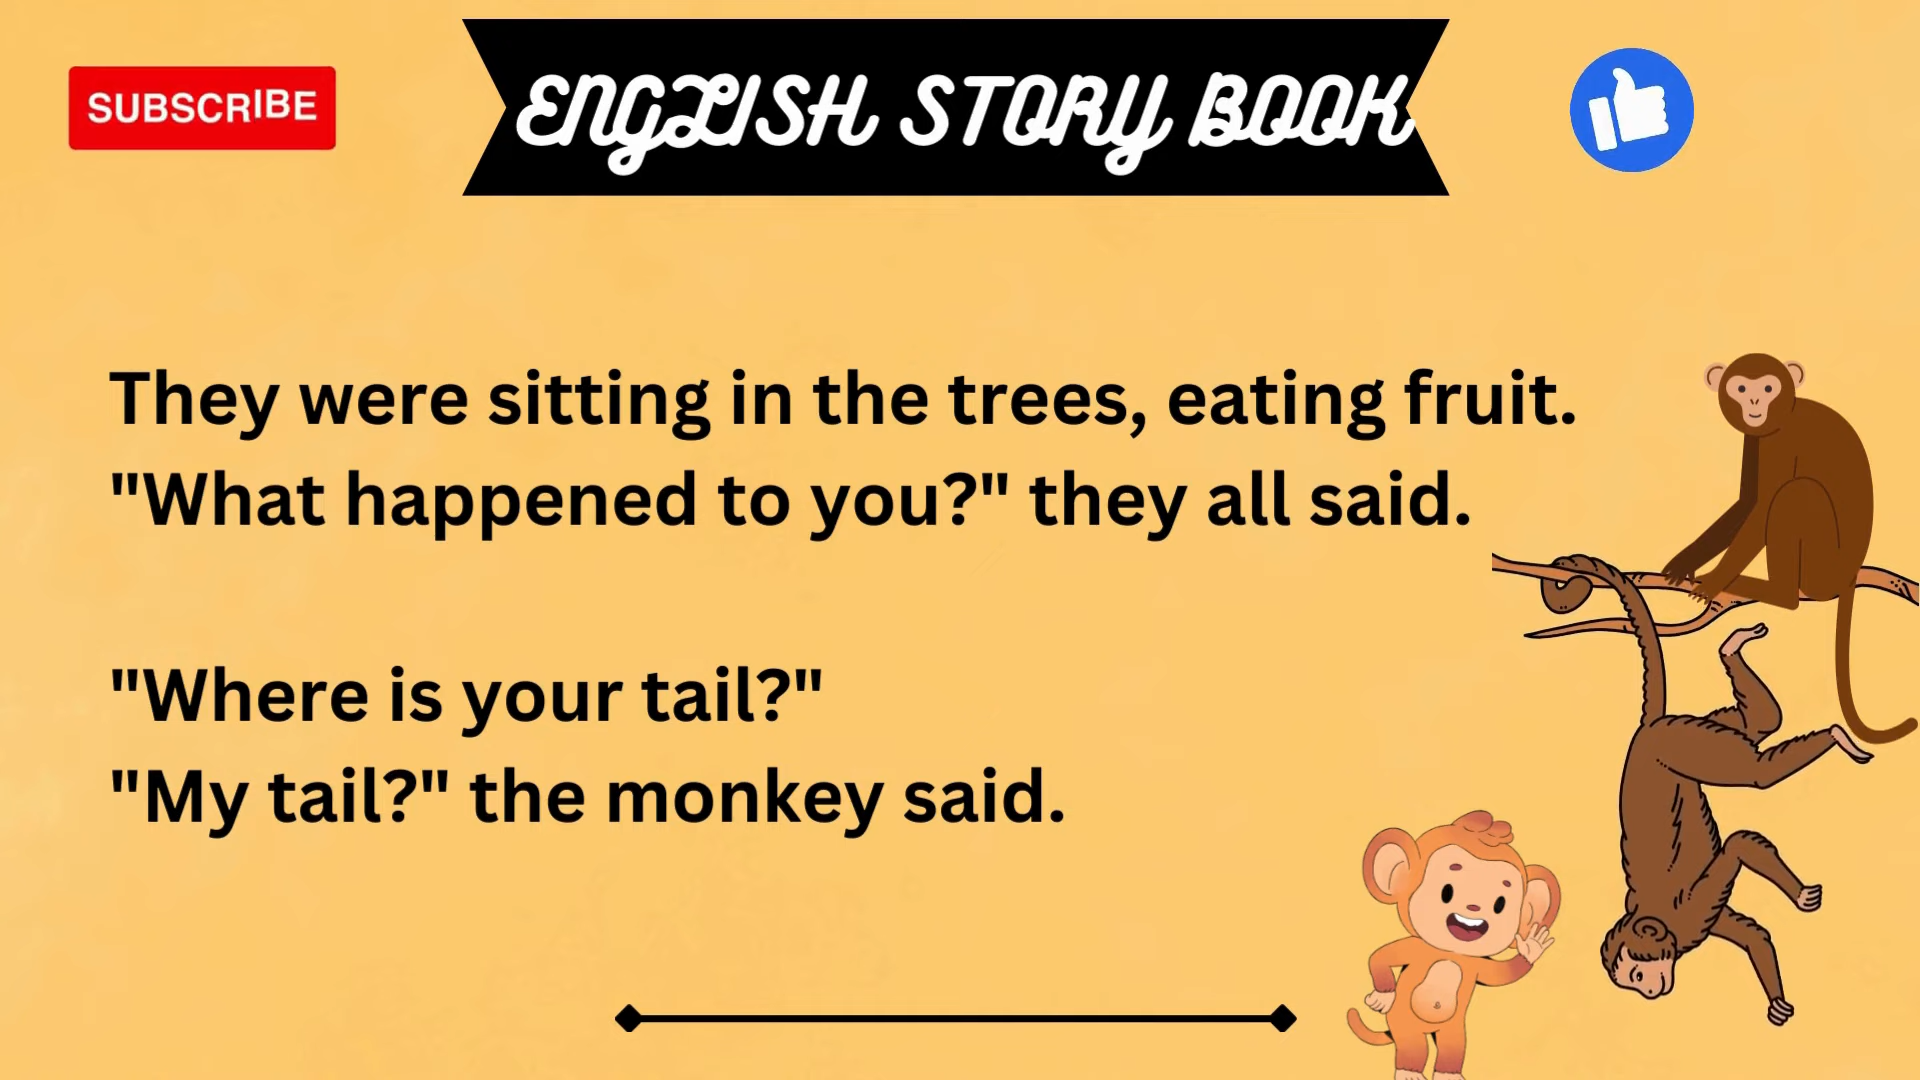 SUBSCRIBE
ENGLISH STORY BOOK
They were sitting in the trees, eating fruit.
"What happened to you?" they all said.
"Where is your tail?"
"My tail?" the monkey said.